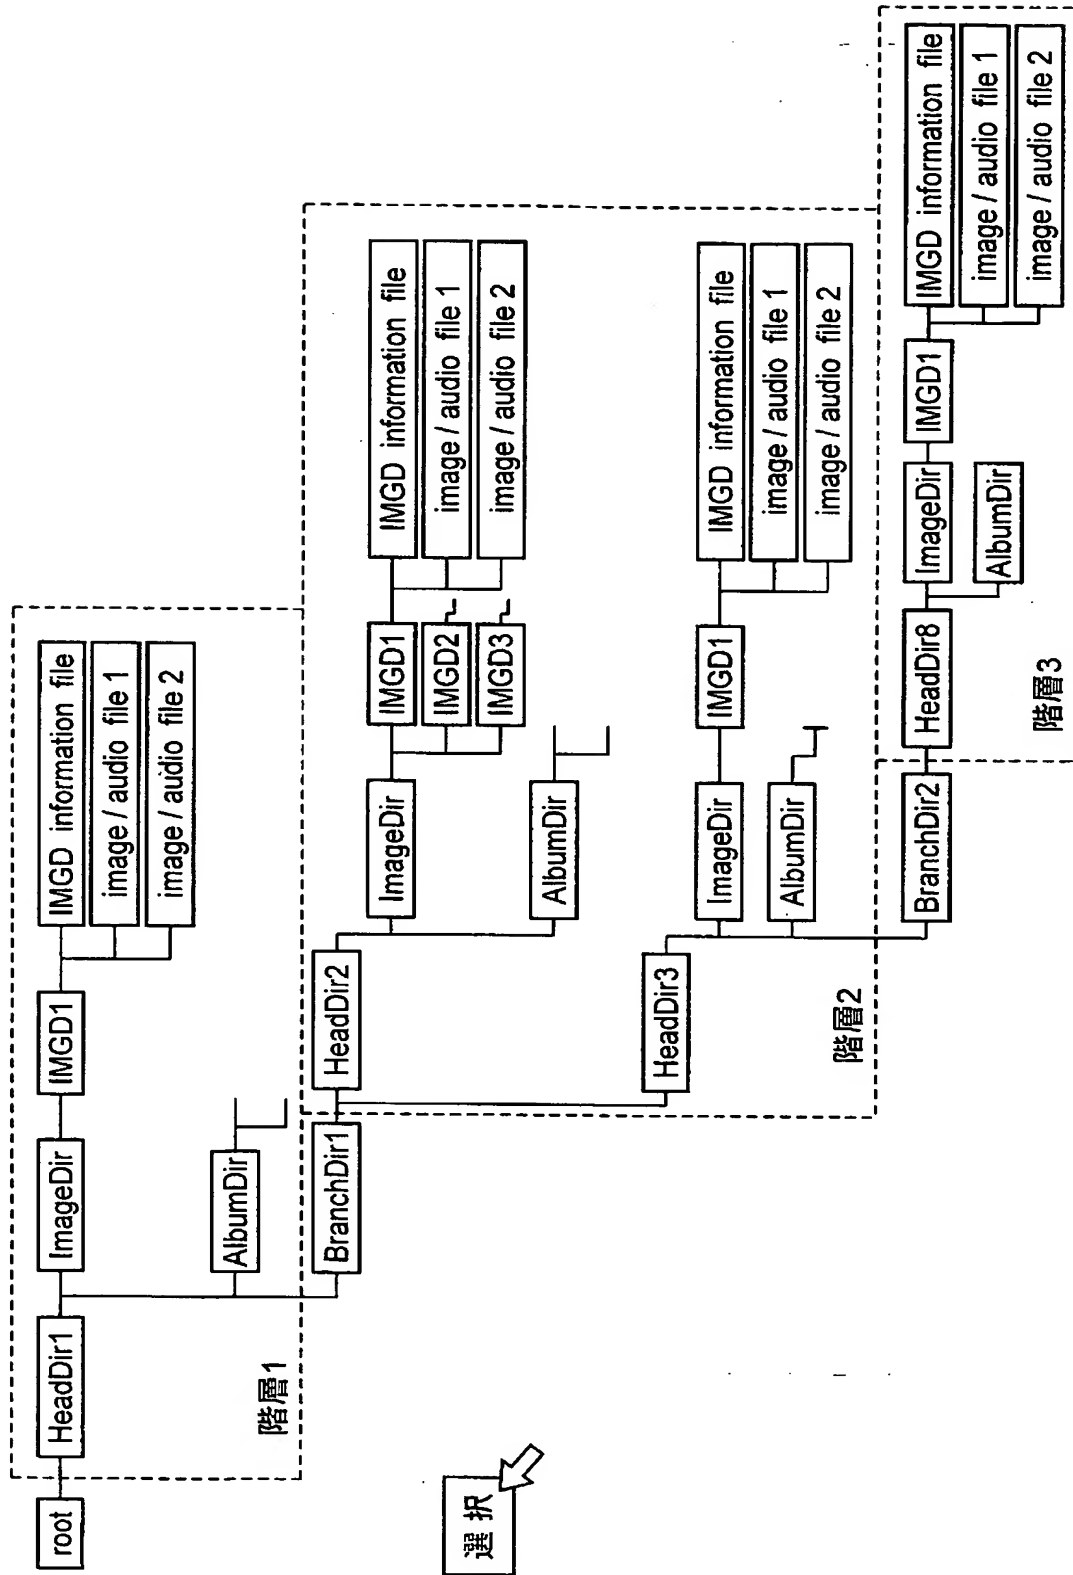 root
HeadDir1
ImageDir
IMGD1
IMGD information file
image / audio file 1
image / audio file 2
AlbumDir
階層1
BranchDir1
HeadDir2
ImageDir
IMGD1
IMGD2
IMGD3
IMGD information file
image / audio file 1
image / audio file 2
AlbumDir
選択
HeadDir3
ImageDir
IMGD1
IMGD information file
image / audio file 1
image / audio file 2
AlbumDir
階層2
BranchDir2
HeadDir8
ImageDir
IMGD1
IMGD information file
image / audio file 1
image / audio file 2
AlbumDir
階層3